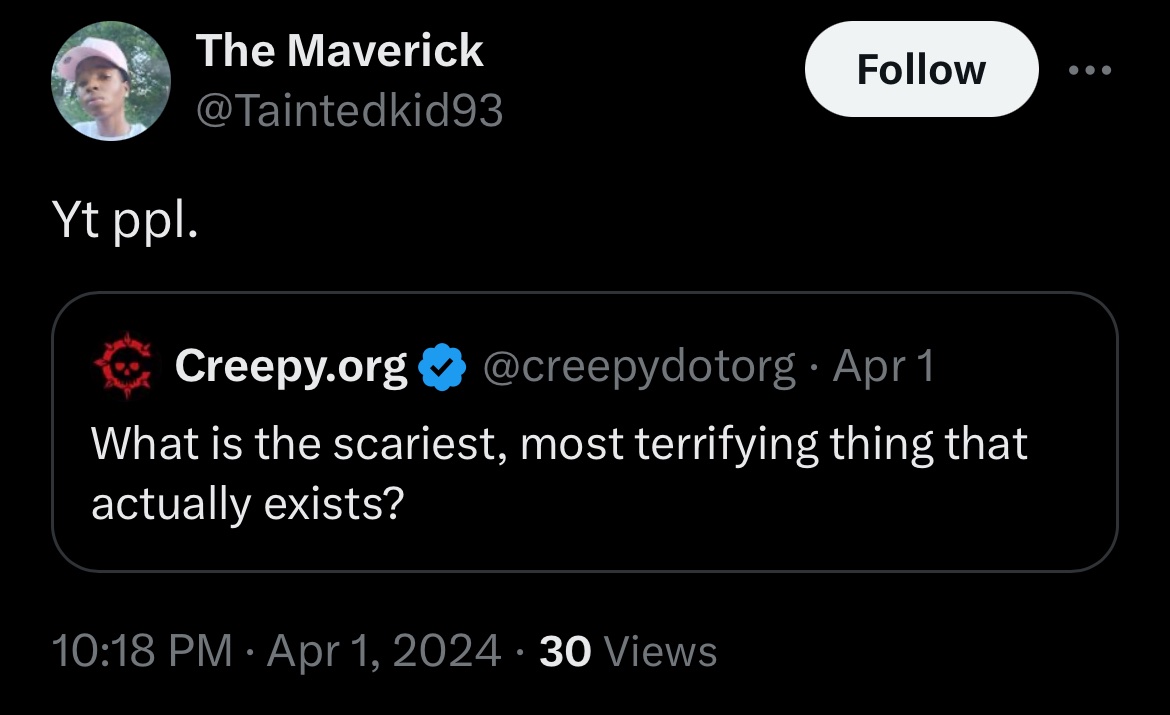 The Maverick
@Taintedkid93
Follow
Yt ppl.
Creepy.org @creepydotorg · Apr 1
What is the scariest, most terrifying thing that
actually exists?
10:18 PM · Apr 1, 2024 · 30 Views